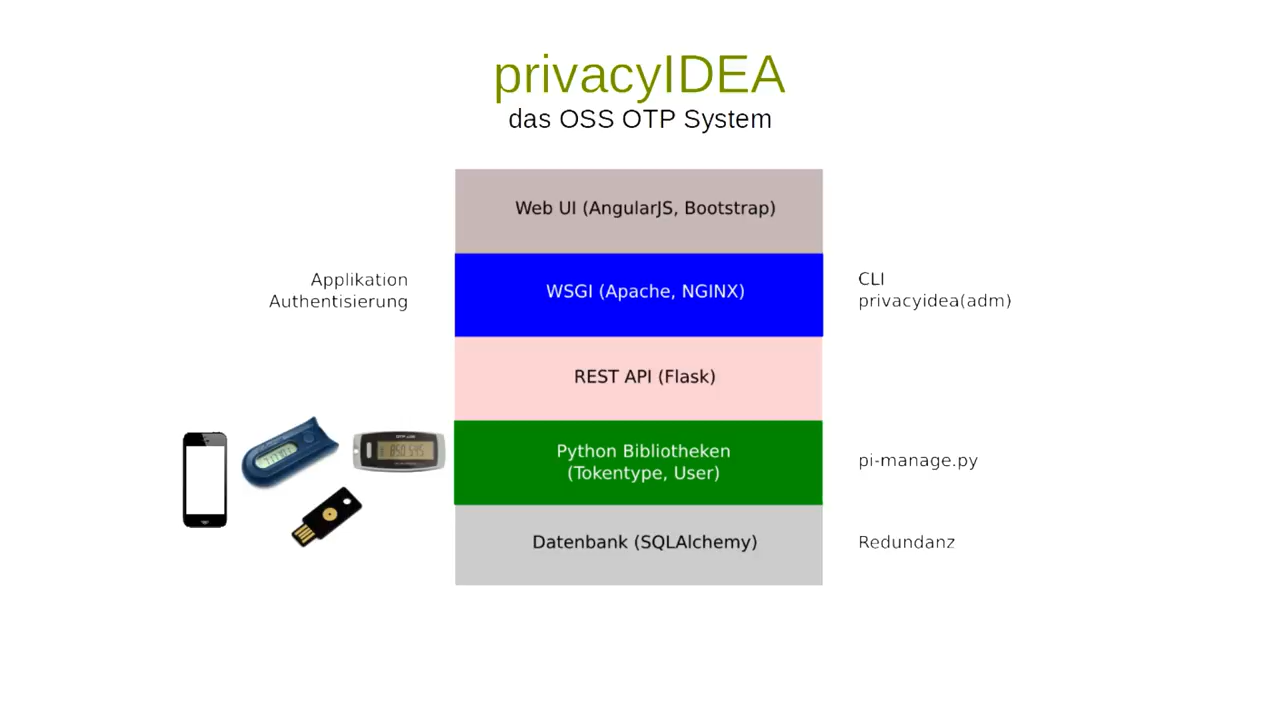 privacyIDEA
das OSS OTP System
Web UI (AngularJS, Bootstrap)
Applikation
Authentisierung
WSGI (Apache, NGINX)
CLI
privacyidea(adm)
REST API (Flask)
Python Bibliotheken
(Tokentype, User)
pi-manage.py
Datenbank (SQLAlchemy)
Redundanz